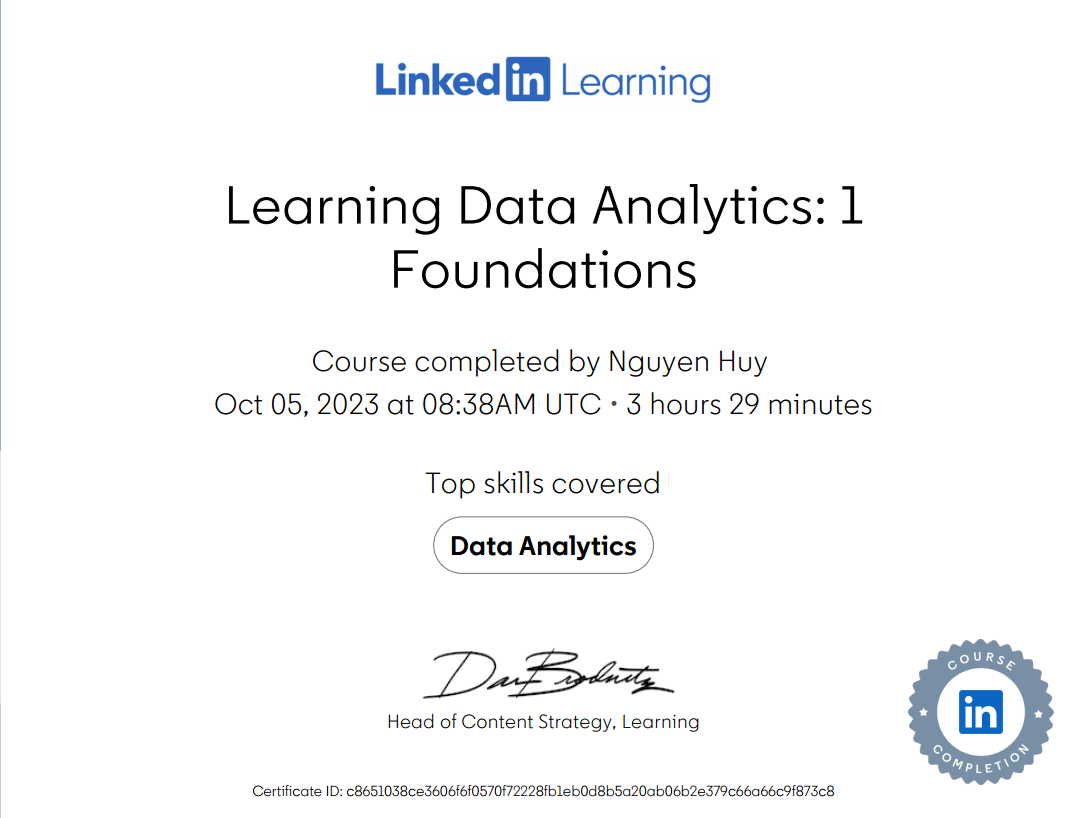 Linkedin Learning
Learning Data Analytics: 1
Foundations
Course completed by Nguyen Huy
Oct 05, 2023 at 08:38AM UTC • 3 hours 29 minutes
Top skills covered
Data Analytics
Dan Brodnitz
Head of Content Strategy, Learning
COURSE
in
COMPLETION
Certificate ID: c8651038ce3606f6f0570f72228fb1eb0d8b5a20ab06b2e379c66a66c9f873c8